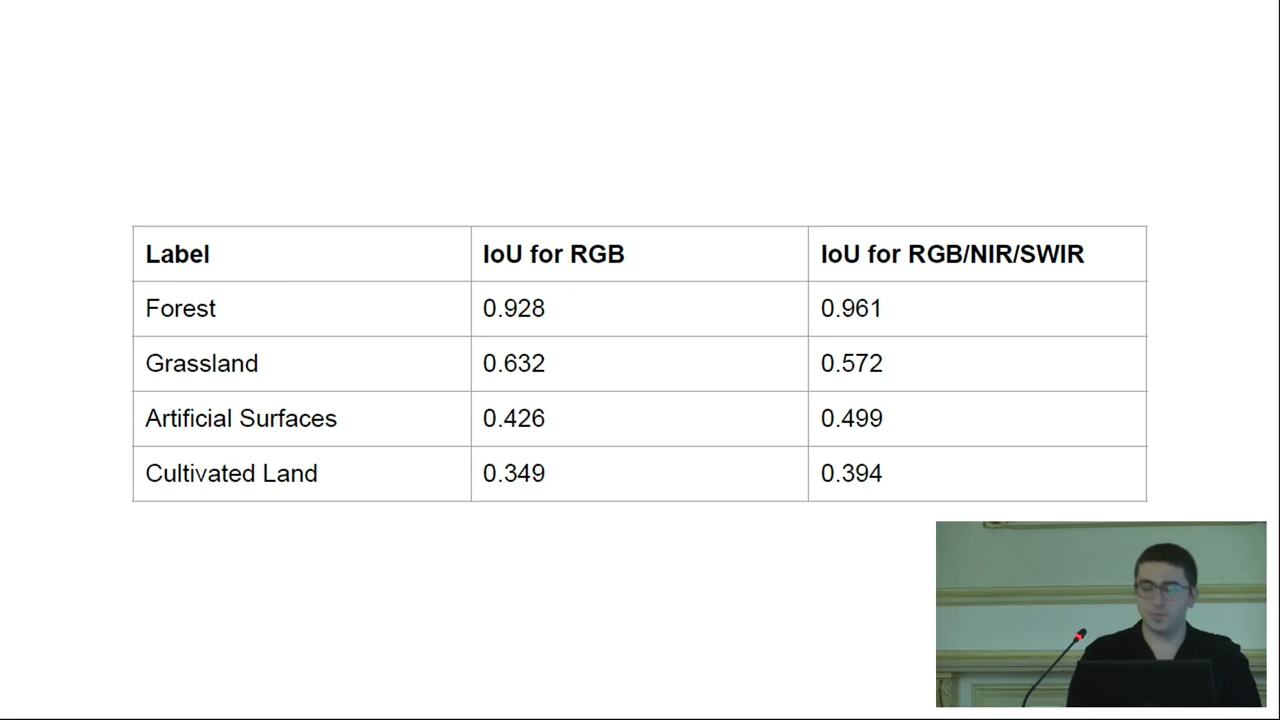 Label IoU for RGB IoU for RGB/NIR/SWIR
Forest 0.928 0.961
Grassland 0.632 0.572
Artificial Surfaces 0.426 0.499
Cultivated Land 0.349 0.394